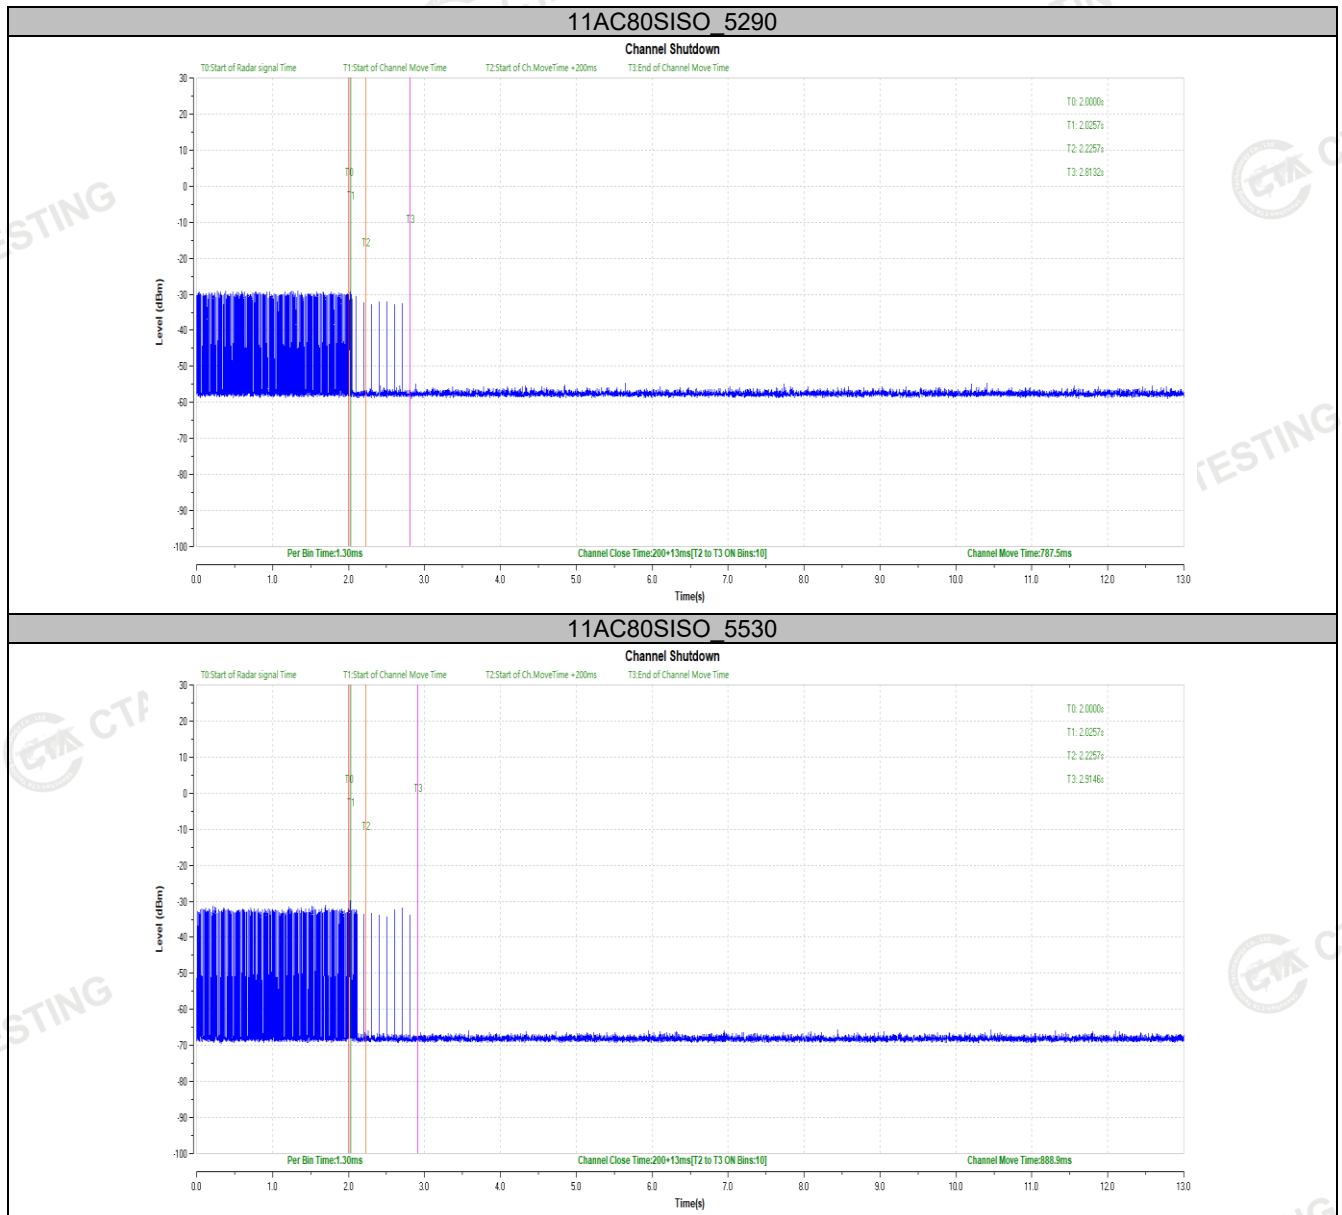 11AC80SISO_5290
Channel Shutdown
T0:Start of Radar signal Time T1:Start of Channel Move Time T2:Start of Ch.MoveTime +200ms T3:End of Channel Move Time
30
20
10
0
-10
-20
-30
-40
-50
-60
-70
-80
-90
-100
Level (dBm)
T0
T1
T2
T3
T0: 2.0000s
T1: 2.0257s
T2: 2.2257s
T3: 2.8132s
Per Bin Time:1.30ms Channel Close Time:200+13ms[T2 to T3 ON Bins:10] Channel Move Time:787.5ms
0.0 1.0 2.0 3.0 4.0 5.0 6.0 7.0 8.0 9.0 10.0 11.0 12.0 13.0
Time(s)
11AC80SISO_5530
Channel Shutdown
T0:Start of Radar signal Time T1:Start of Channel Move Time T2:Start of Ch.MoveTime +200ms T3:End of Channel Move Time
30
20
10
0
-10
-20
-30
-40
-50
-60
-70
-80
-90
-100
Level (dBm)
T0
T1
T2
T3
T0: 2.0000s
T1: 2.0257s
T2: 2.2257s
T3: 2.9146s
Per Bin Time:1.30ms Channel Close Time:200+13ms[T2 to T3 ON Bins:10] Channel Move Time:888.9ms
0.0 1.0 2.0 3.0 4.0 5.0 6.0 7.0 8.0 9.0 10.0 11.0 12.0 13.0
Time(s)
ESTING
CTA
TESTING
CTA CTA
STING
CTA